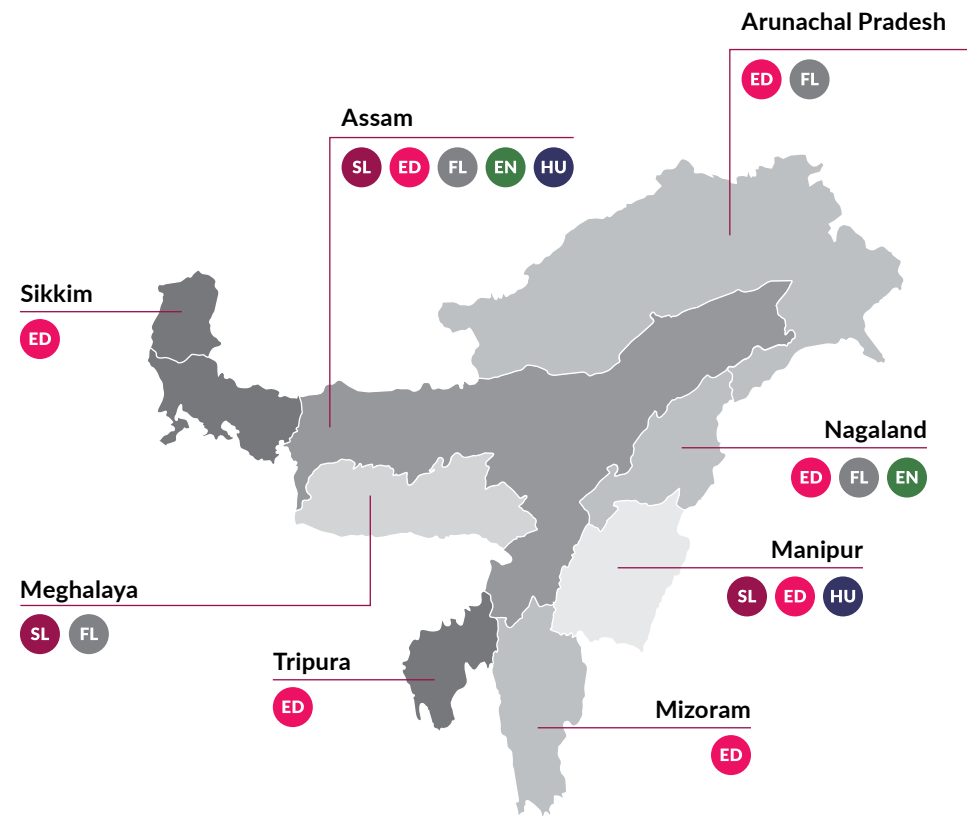 Arunachal Pradesh
ED FL
Assam
SL ED FL EN HU
Sikkim
ED
Nagaland
ED FL EN
Manipur
SL ED HU
Meghalaya
SL FL
Tripura
ED
Mizoram
ED